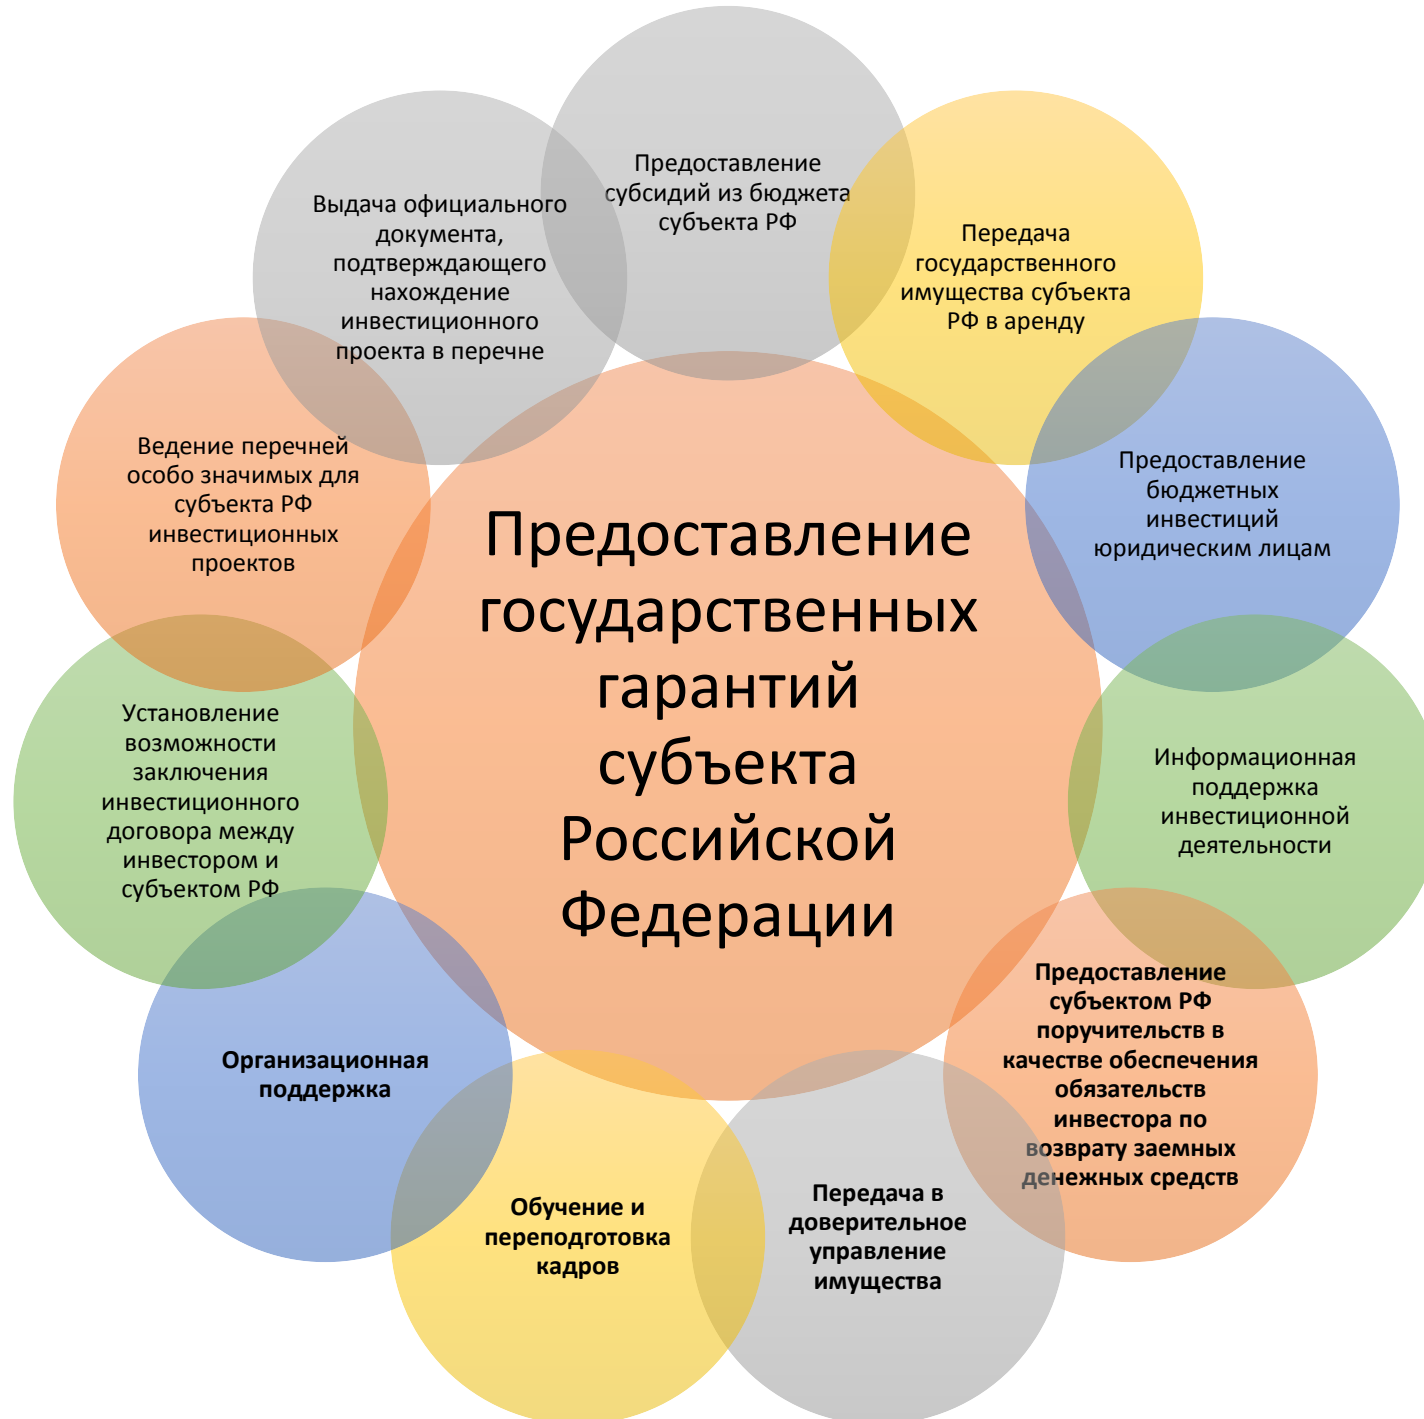 Предоставление
субсидий из бюджета
субъекта РФ
Передача
государственного
имущества субъекта
РФ в аренду
Предоставление
бюджетных
инвестиций
юридическим лицам
Информационная
поддержка
инвестиционной
деятельности
Предоставление
субъектом РФ
поручительств в
качестве обеспечения
обязательств
инвестора по
возврату заемных
денежных средств
Передача в
доверительное
управление
имущества
Обучение и
переподготовка
кадров
Организационная
поддержка
Установление
возможности
заключения
инвестиционного
договора между
инвестором и
субъектом РФ
Ведение перечней
особо значимых для
субъекта РФ
инвестиционных
проектов
Выдача официального
документа,
подтверждающего
нахождение
инвестиционного
проекта в перечне
Предоставление
государственных
гарантий
субъекта
Российской
Федерации